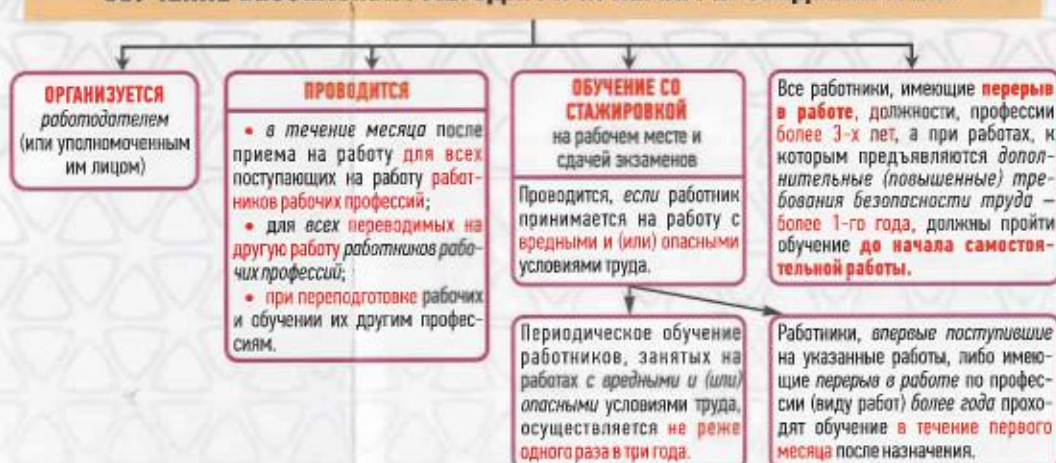 ОРГАНИЗУЕТСЯ
работодателем
(или уполномоченным
им лицом)
ПРОВОДИТСЯ
• в течение месяца после
приема на работу для всех
поступающих на работу работ-
ников рабочих профессий;
• для всех переводимых на
другую работу работников рабо-
чих профессий;
• при переподготовке рабочих
и обучении их другим профес-
сиям.
ОБУЧЕНИЕ СО
СТАЖИРОВКОЙ
на рабочем месте и
сдачей экзаменов
Проводится, если работник
принимается на работу с
вредными и (или) опасными
условиями труда.
Все работники, имеющие перерыв
в работе, должности, профессии
более 3-х лет, а при работах, к
которым предъявляются допол-
нительные (повышенные) тре-
бования безопасности труда –
более 1-го года, должны пройти
обучение до начала самостоя-
тельной работы.
Периодическое обучение
работников, занятых на
работах с вредными и (или)
опасными условиями труда,
осуществляется не реже
одного раза в три года.
Работники, впервые поступившие
на указанные работы, либо имею-
щие перерыв в работе по профес-
сии (виду работ) более года прохо-
дят обучение в течение первого
месяца после назначения.